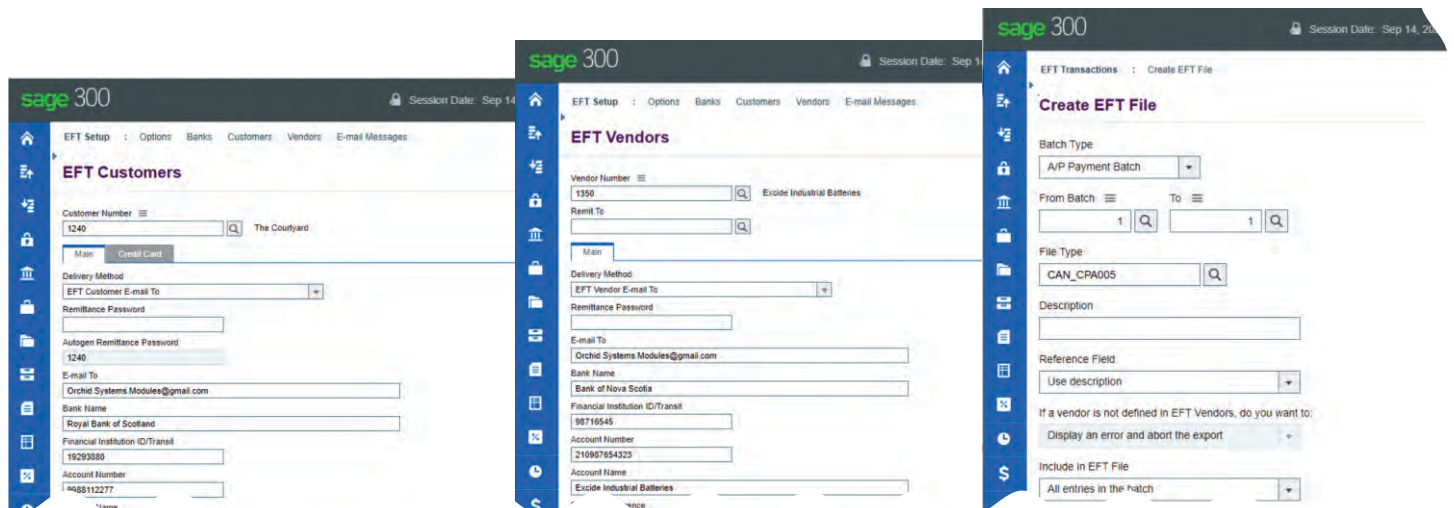 sage 300
Session Date: Sep 14
EFT Setup : Options Banks Customers Vendors E-mail Messages
EFT Customers
Customer Number
1240 The Courtyard
Main Credit Card
Delivery Method
EFT Customer E-mail To
Remittance Password
Autogen Remittance Password
1240
E-mail To
Orchid.Systems.Modules@gmail.com
Bank Name
Royal Bank of Scotland
Financial Institution ID/Transit
19293880
Account Number
9988112277
Name
sage 300
Session Date: Sep 14
EFT Setup : Options Banks Customers Vendors E-mail Messages
EFT Vendors
Vendor Number
1350 Excide Industrial Batteries
Remit To
Main
Delivery Method
EFT Vendor E-mail To
Remittance Password
E-mail To
Orchid.Systems.Modules@gmail.com
Bank Name
Bank of Nova Scotia
Financial Institution ID/Transit
98716545
Account Number
210987654323
Account Name
Excide Industrial Batteries
sage 300
Session Date: Sep 14, 20
EFT Transactions : Create EFT File
Create EFT File
Batch Type
A/P Payment Batch
From Batch To
1 1
File Type
CAN_CPA005
Description
Reference Field
Use description
If a vendor is not defined in EFT Vendors, do you want to:
Display an error and abort the export
Include in EFT File
All entries in the batch